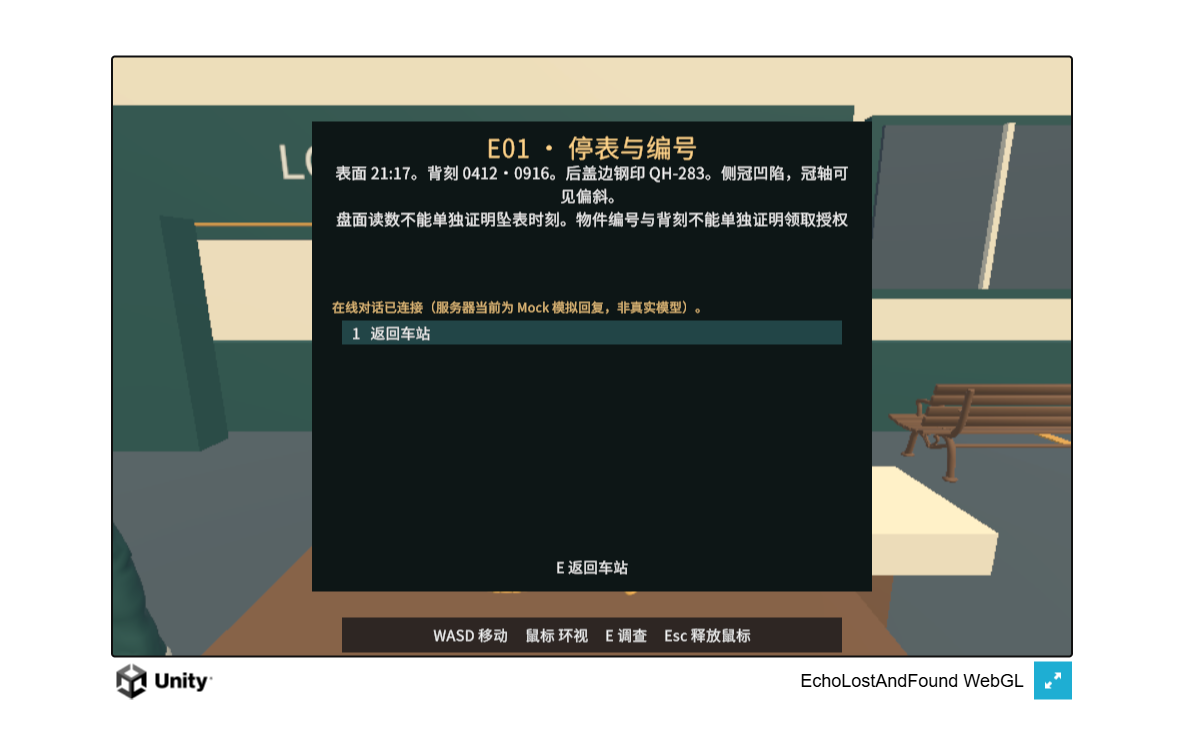 LO
E01 · 停表与编号
表面 21:17。背刻 0412·0916。后盖边钢印 QH-283。侧冠凹陷，冠轴可
见偏斜。
盘面读数不能单独证明坠表时刻。物件编号与背刻不能单独证明领取授权
在线对话已连接（服务器当前为 Mock 模拟回复，非真实模型）。
1 返回车站
E 返回车站
WASD 移动 鼠标 环视 E 调查 Esc 释放鼠标
Unity
EchoLostAndFound WebGL